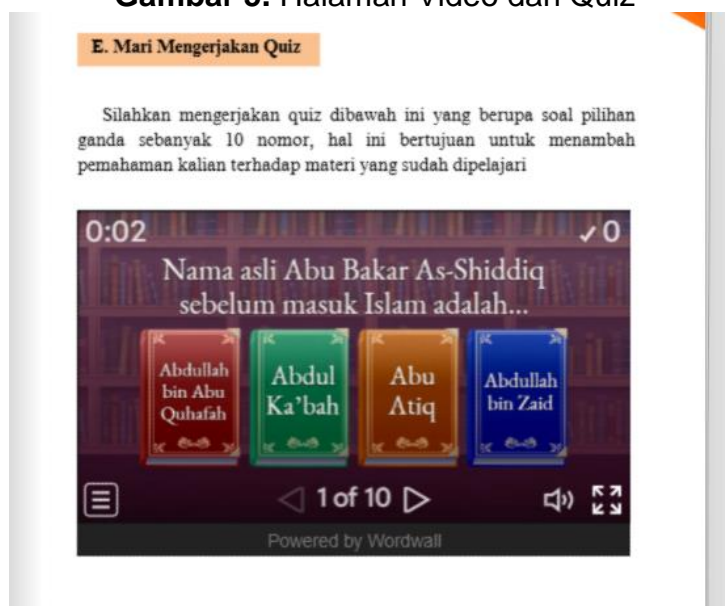 Gambar 3. Halaman Video dan Quiz
E. Mari Mengerjakan Quiz
Silahkan mengerjakan quiz dibawah ini yang berupa soal pilihan
ganda sebanyak 10 nomor, hal ini bertujuan untuk menambah
pemahaman kalian terhadap materi yang sudah dipelajari
0:02
✓0
Nama asli Abu Bakar As-Shiddiq
sebelum masuk Islam adalah...
Abdullah
bin Abu
Quhafah
Abdul
Ka'bah
Abu
Atiq
Abdullah
bin Zaid
1 of 10
Powered by Wordwall